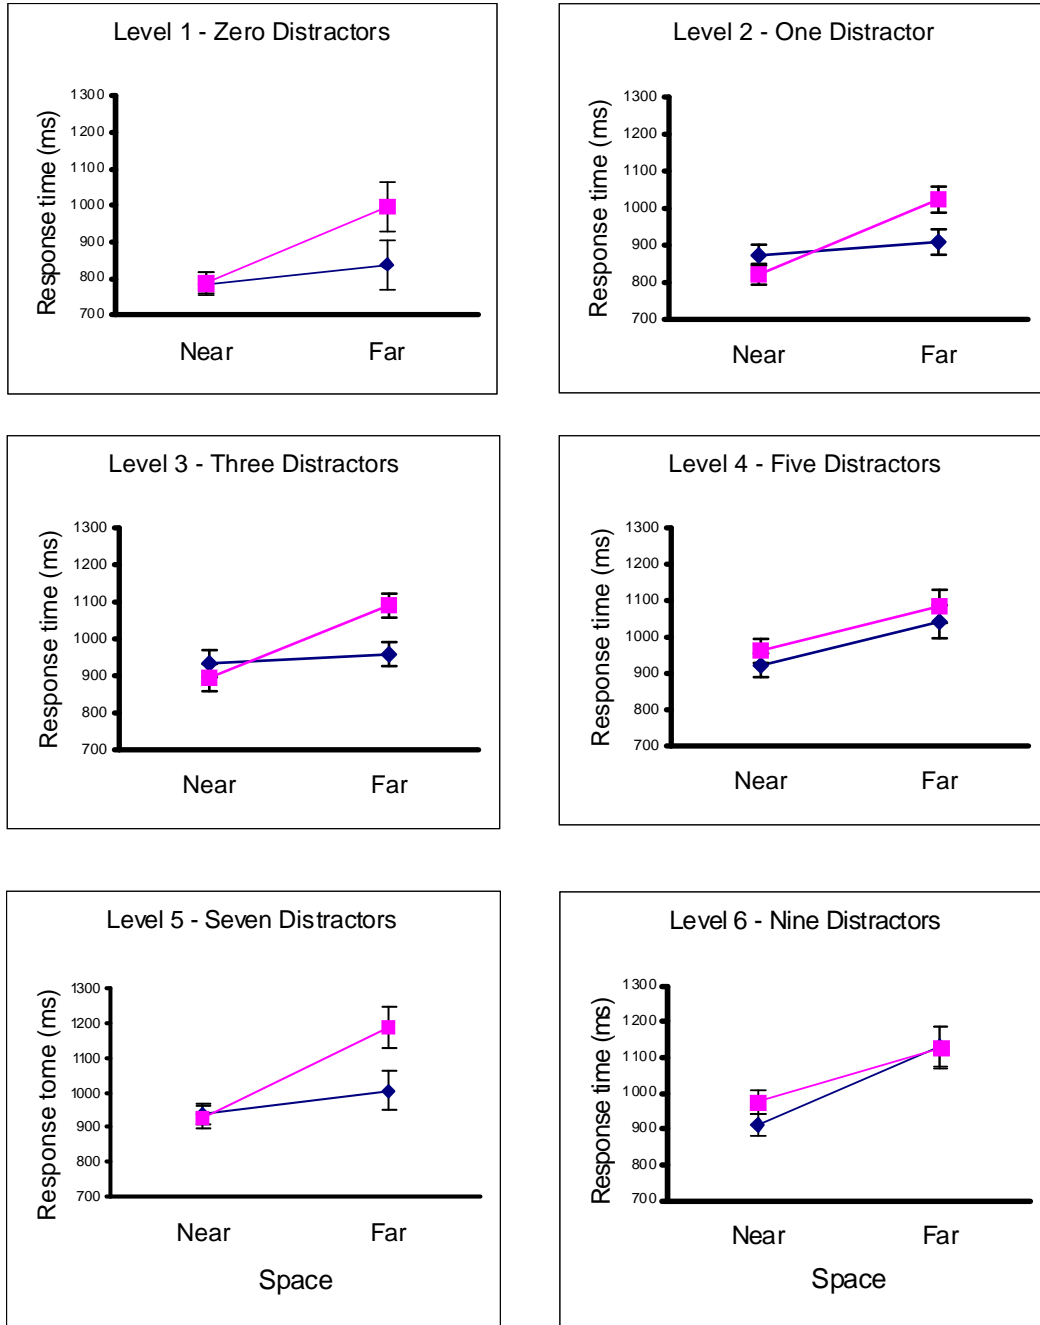 Level 1 - Zero Distractors
Response time (ms)
1300
1200
1100
1000
900
800
700
Near Far
Level 2 - One Distractor
Response time (ms)
1300
1200
1100
1000
900
800
700
Near Far
Level 3 - Three Distractors
Response time (ms)
1300
1200
1100
1000
900
800
700
Near Far
Level 4 - Five Distractors
Response time (ms)
1300
1200
1100
1000
900
800
700
Near Far
Level 5 - Seven Distractors
Response tome (ms)
1300
1200
1100
1000
900
800
700
Near Far
Space
Level 6 - Nine Distractors
Response time (ms)
1300
1200
1100
1000
900
800
700
Near Far
Space